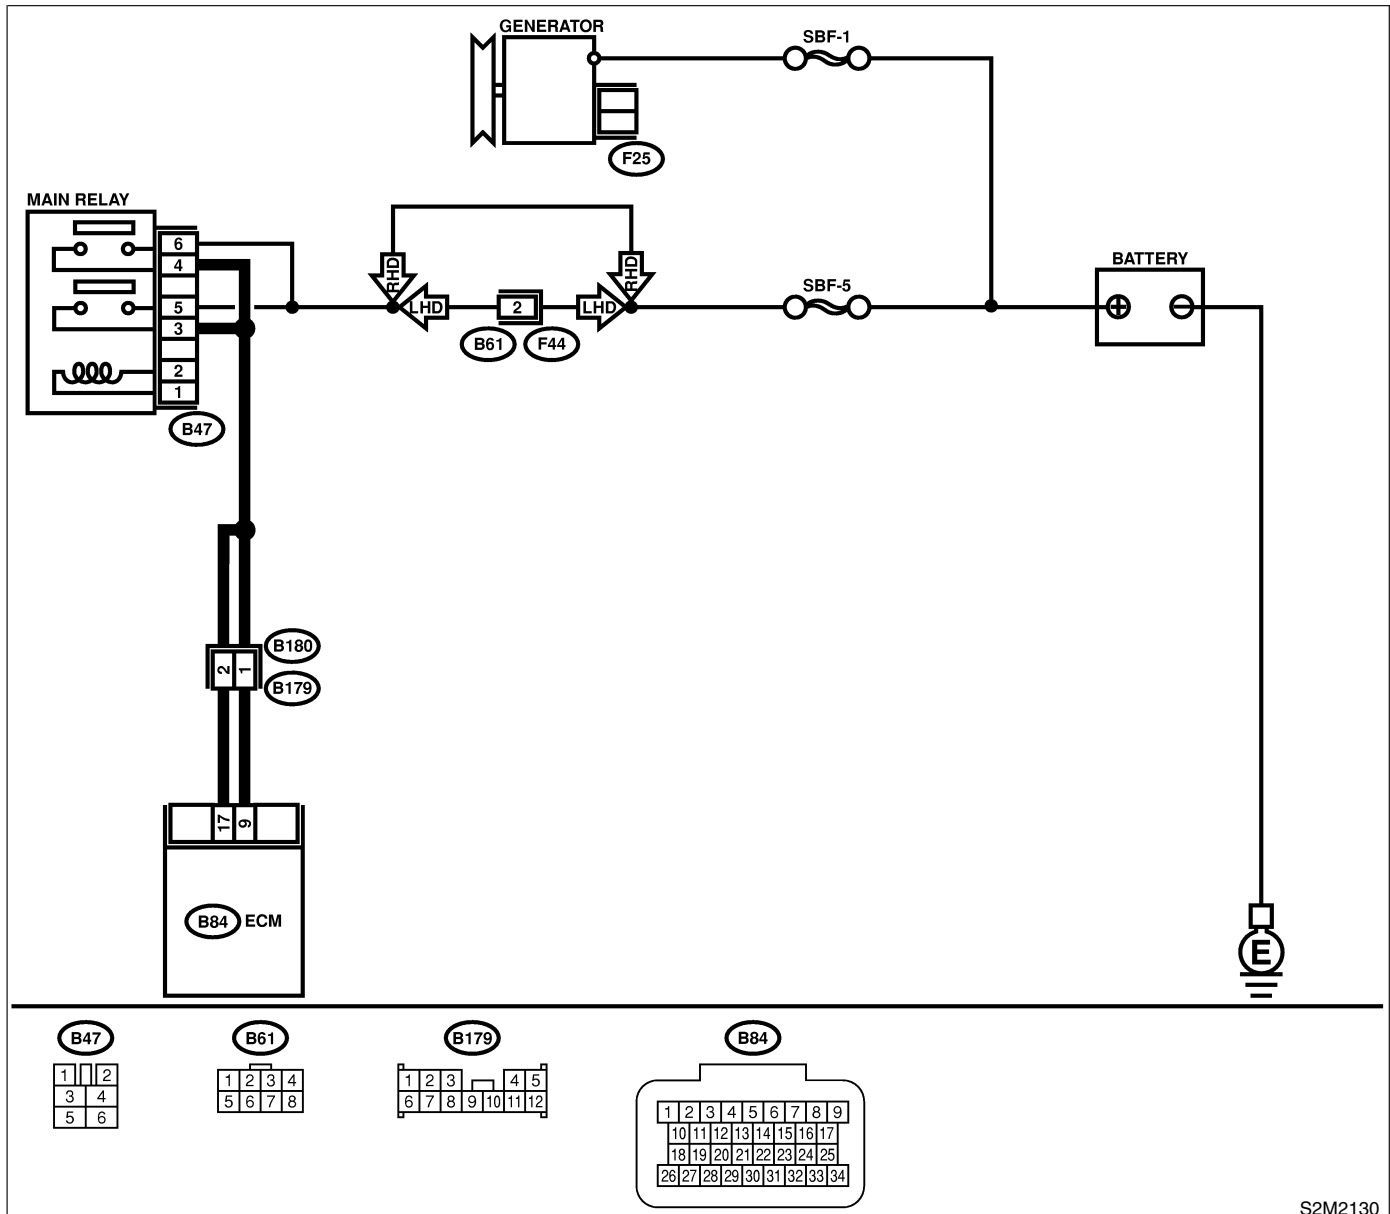 GENERATOR
SBF-1
F25
MAIN RELAY
6
4
5
3
2
1
B47
RHD
RHD
LHD
2
LHD
B61
F44
SBF-5
BATTERY
B180
2 1
B179
17 9
B84 ECM
E
B47
1 2
3 4
5 6
B61
1 2 3 4
5 6 7 8
B179
1 2 3 4 5
6 7 8 9 10 11 12
B84
1 2 3 4 5 6 7 8 9
10 11 12 13 14 15 16 17
18 19 20 21 22 23 24 25
26 27 28 29 30 31 32 33 34
S2M2130